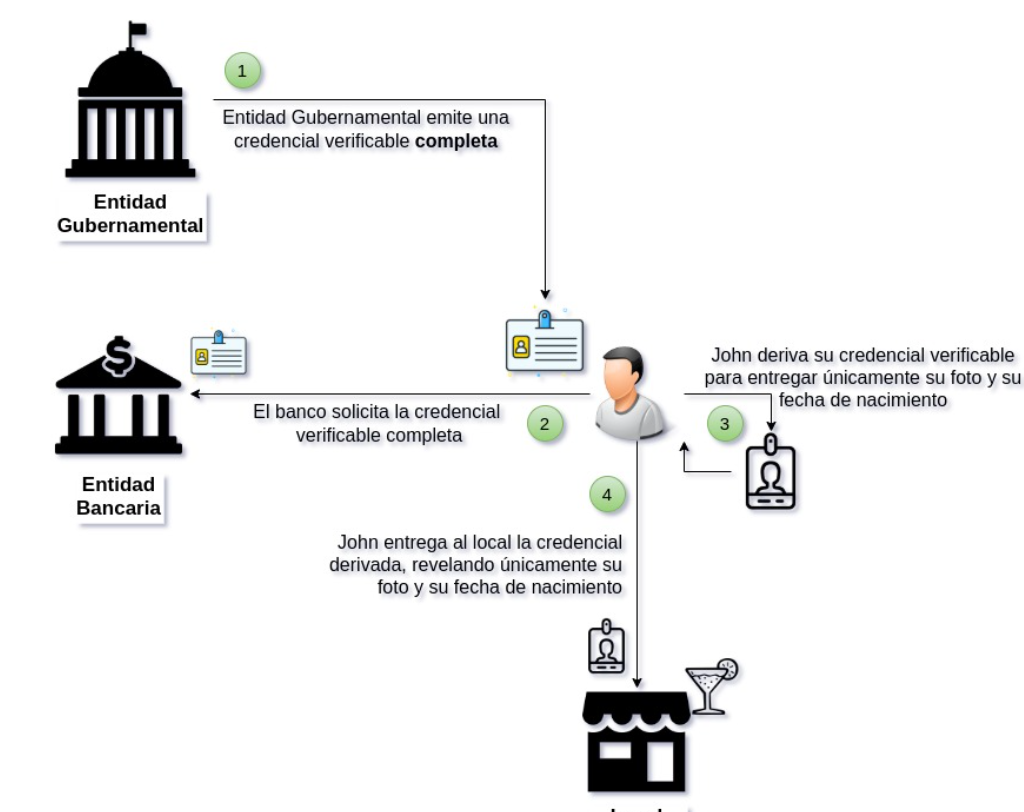 1
Entidad Gubernamental emite una
credencial verificable completa
Entidad
Gubernamental
John deriva su credencial verificable
para entregar únicamente su foto y su
fecha de nacimiento
El banco solicita la credencial
verificable completa
2
3
Entidad
Bancaria
4
John entrega al local la credencial
derivada, revelando únicamente su
foto y su fecha de nacimiento